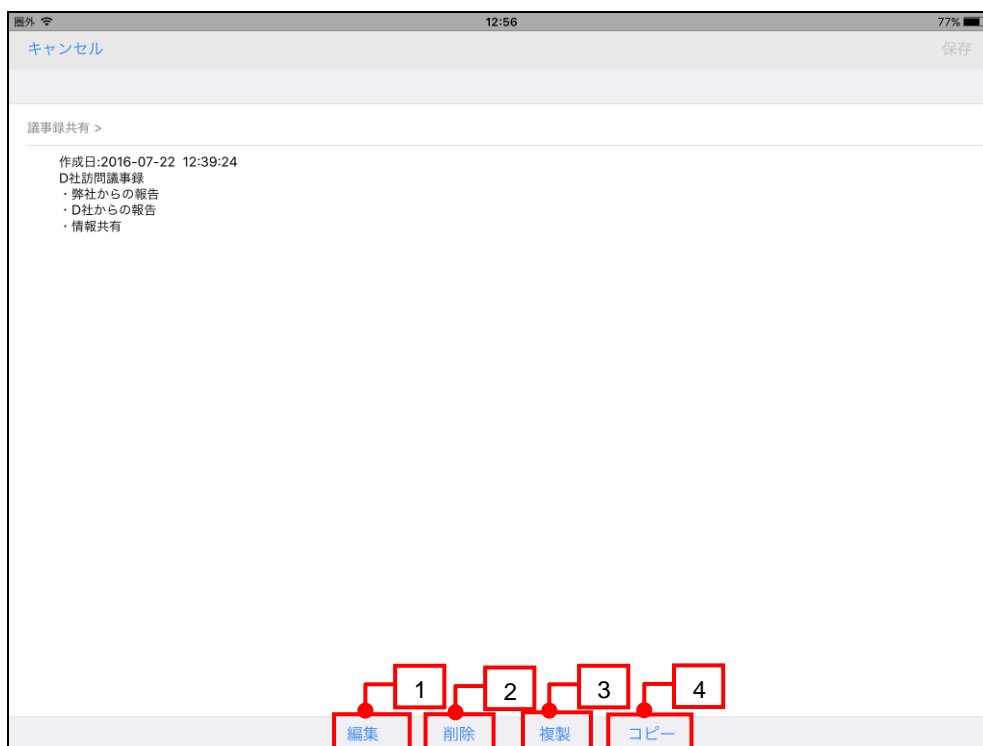 圏外 12:56 77%
キャンセル 保存
議事録共有 >
作成日:2016-07-22 12:39:24
D社訪問議事録
・弊社からの報告
・D社からの報告
・情報共有
1 2 3 4
編集 削除 複製 コピー